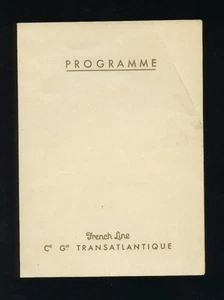 PROGRAMME
French Line
Cie Gle TRANSATLANTIQUE